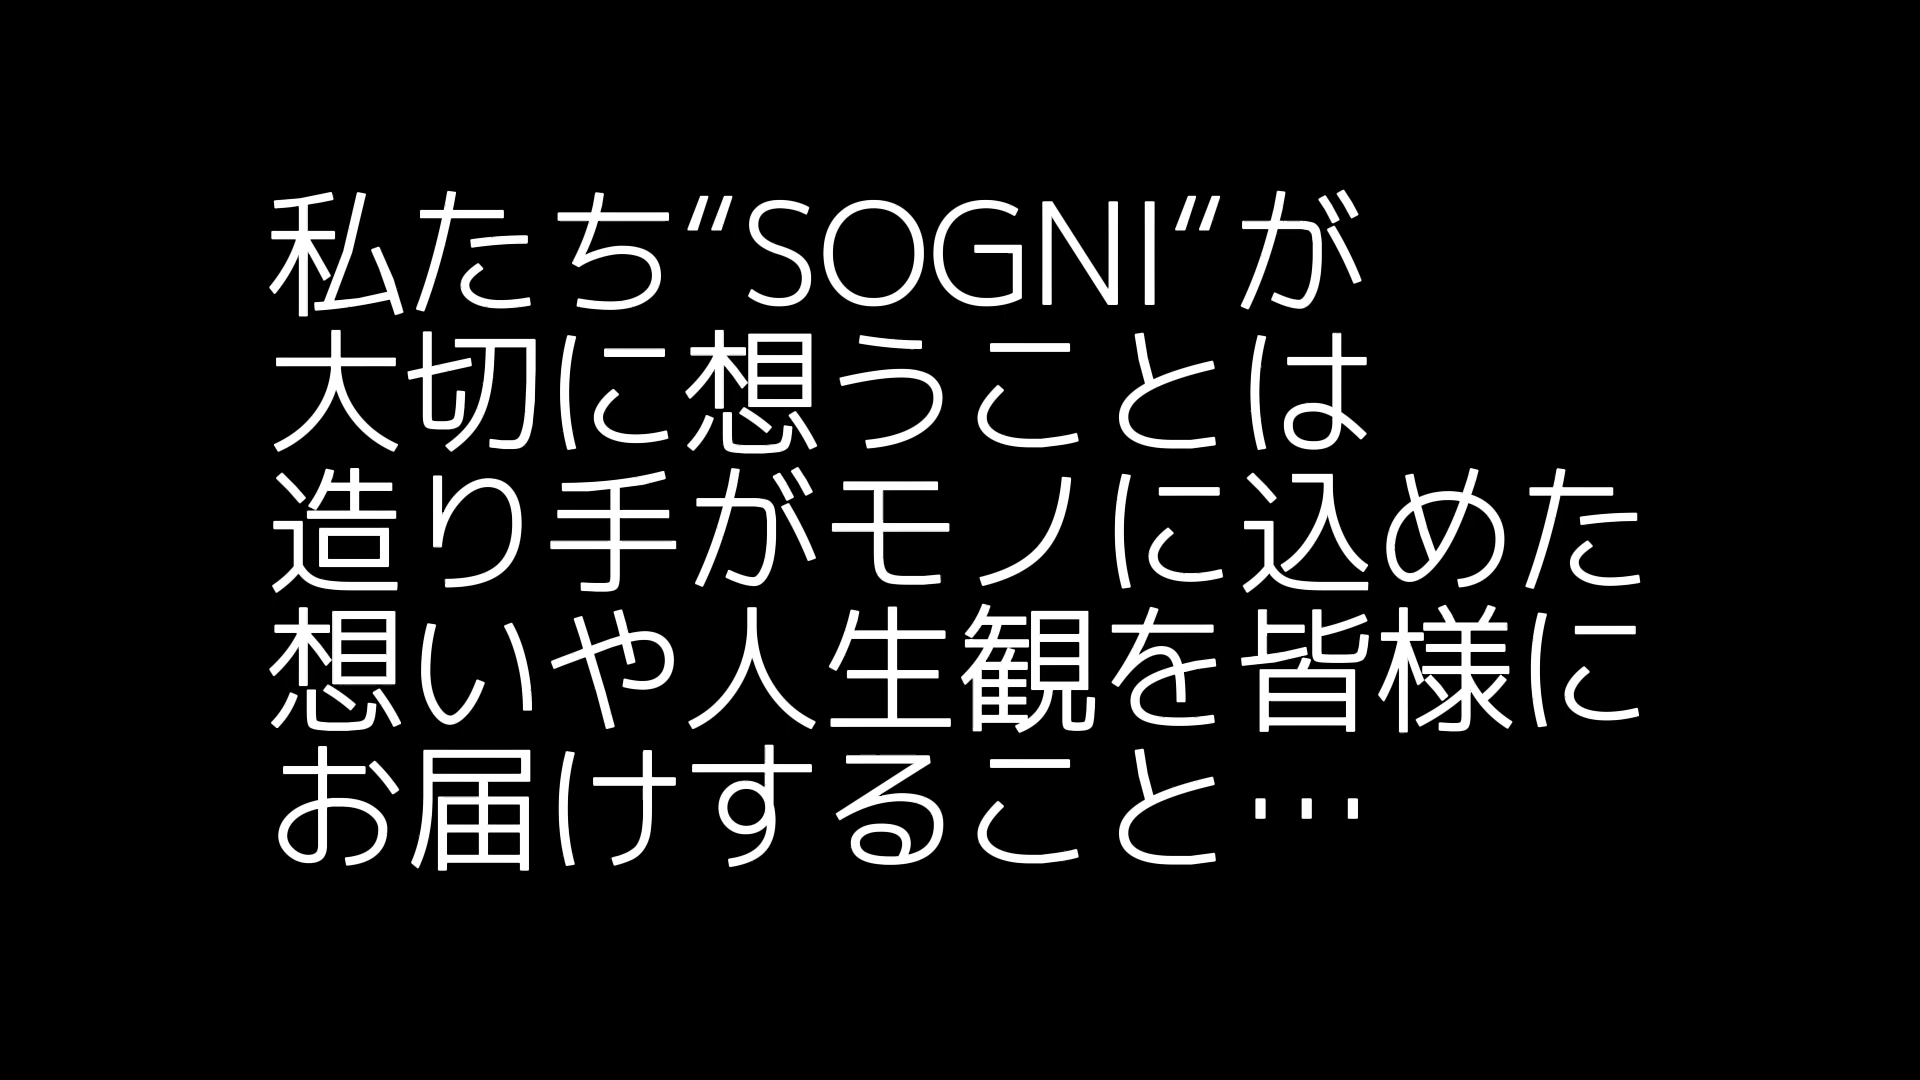 私たち“SOGNI“が
大切に想うことは
造り手がモノに込めた
想いや人生観を皆様に
お届けすること…